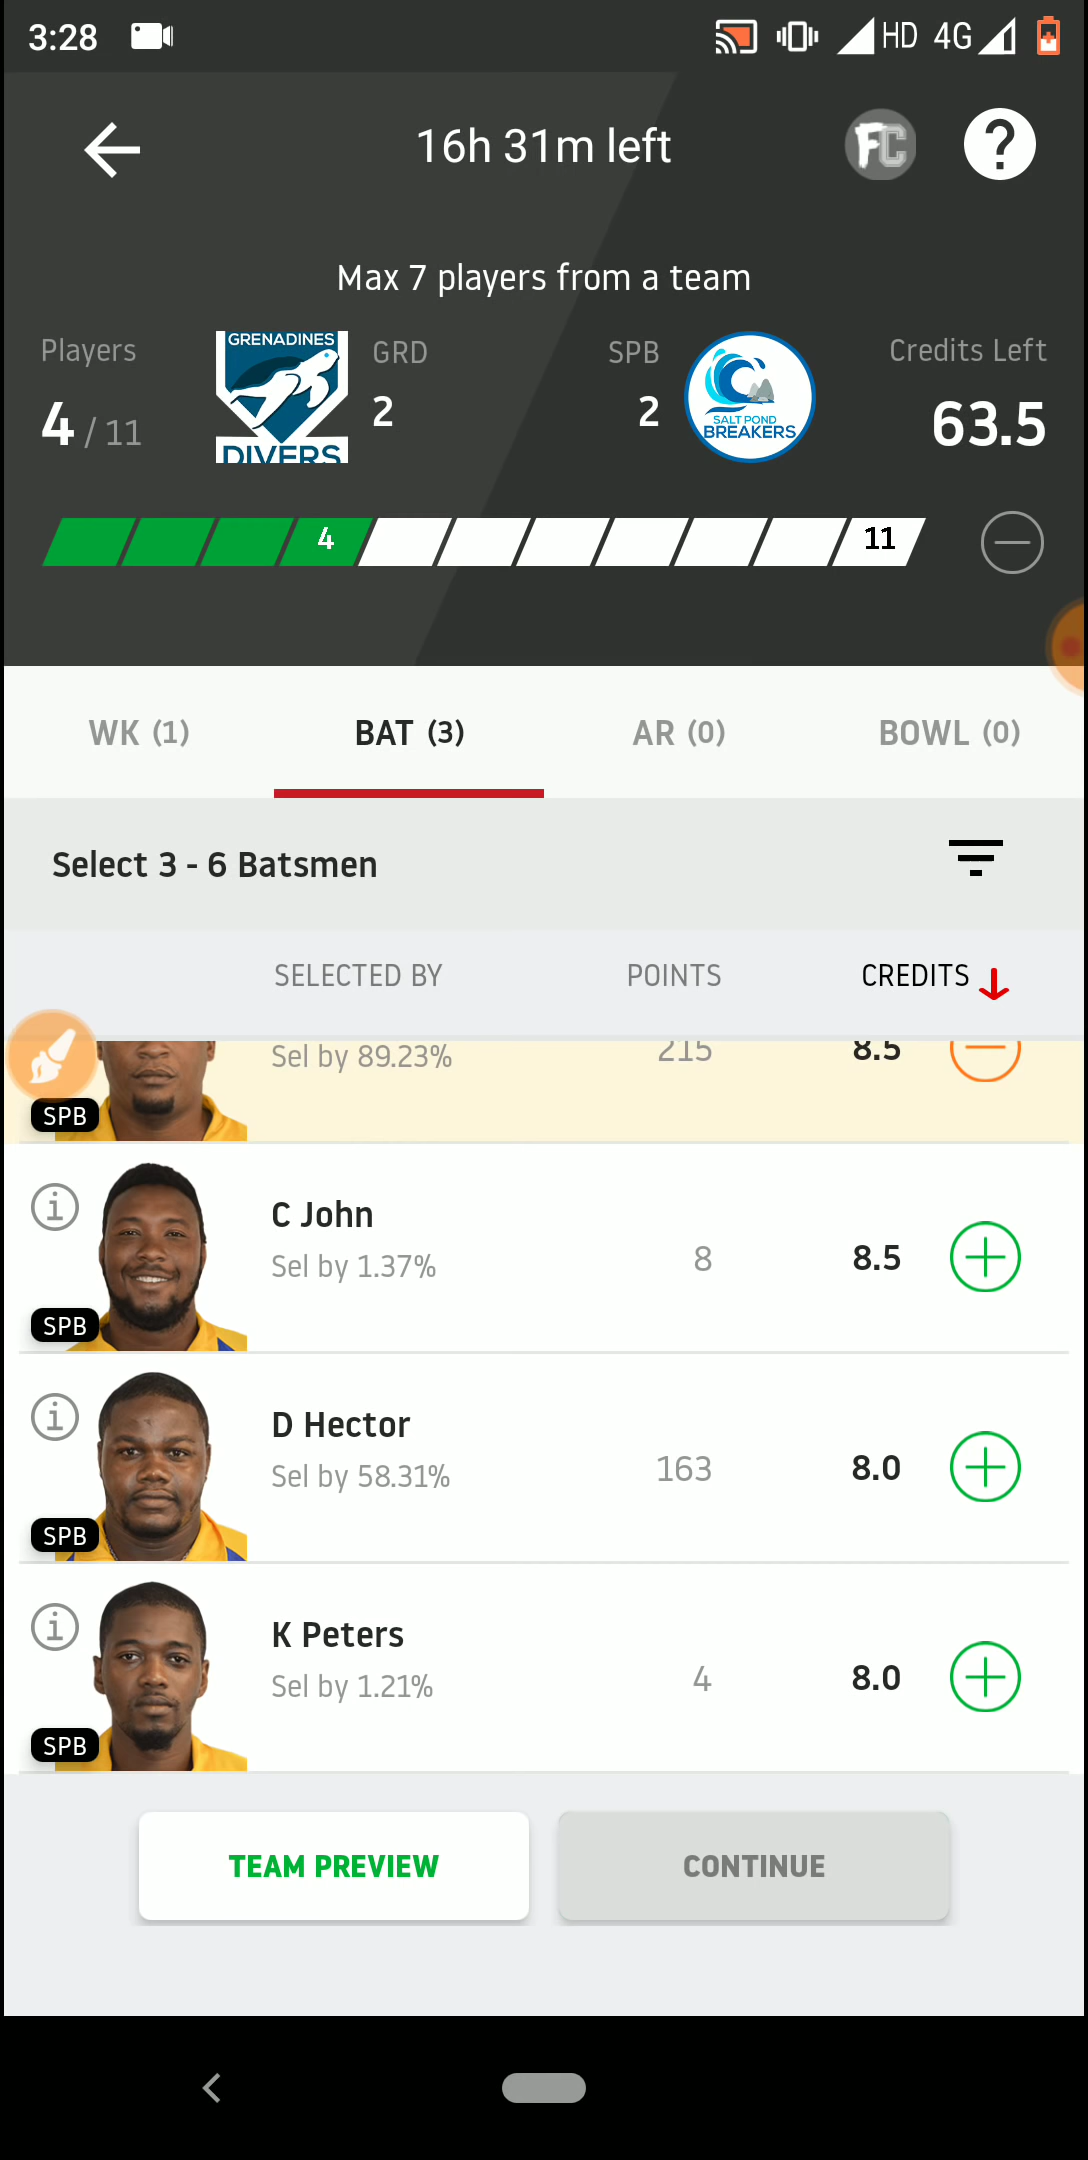 3:28
HD 4G
16h 31m left
FC
?
Max 7 players from a team
Players
GRENADINES
DIVERS
GRD
SPB
SALT POND
BREAKERS
Credits Left
4 / 11
2
2
63.5
4
11
WK (1)
BAT (3)
AR (0)
BOWL (0)
Select 3 - 6 Batsmen
SELECTED BY
POINTS
CREDITS
Sel by 89.23%
215
8.5
SPB
C John
Sel by 1.37%
8
8.5
SPB
D Hector
Sel by 58.31%
163
8.0
SPB
K Peters
Sel by 1.21%
4
8.0
SPB
TEAM PREVIEW
CONTINUE